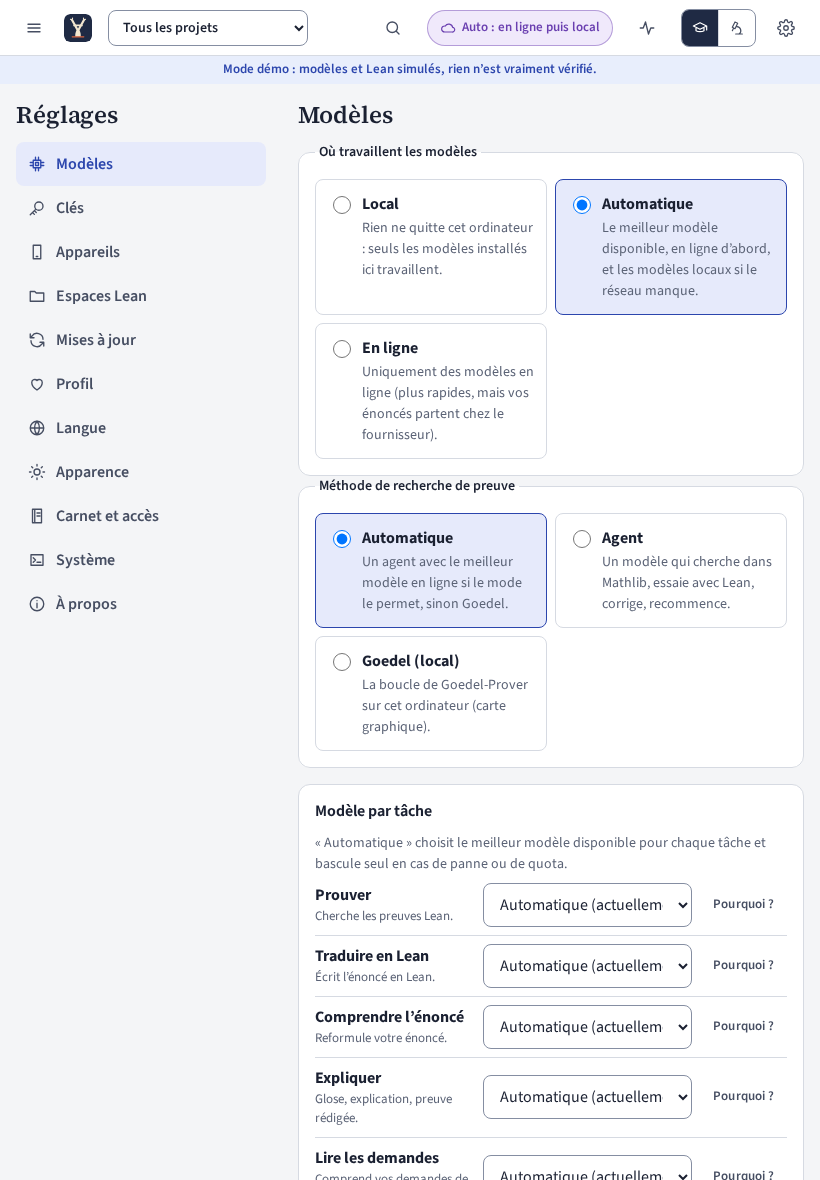 Tous les projets
Auto : en ligne puis local
Mode démo : modèles et Lean simulés, rien n’est vraiment vérifié.
Réglages
Modèles
Clés
Appareils
Espaces Lean
Mises à jour
Profil
Langue
Apparence
Carnet et accès
Système
À propos
Modèles
Où travaillent les modèles
Local
Rien ne quitte cet ordinateur
: seuls les modèles installés
ici travaillent.
Automatique
Le meilleur modèle
disponible, en ligne d’abord,
et les modèles locaux si le
réseau manque.
En ligne
Uniquement des modèles en
ligne (plus rapides, mais vos
énoncés partent chez le
fournisseur).
Méthode de recherche de preuve
Automatique
Un agent avec le meilleur
modèle en ligne si le mode
le permet, sinon Goedel.
Agent
Un modèle qui cherche dans
Mathlib, essaie avec Lean,
corrige, recommence.
Goedel (local)
La boucle de Goedel-Prover
sur cet ordinateur (carte
graphique).
Modèle par tâche
« Automatique » choisit le meilleur modèle disponible pour chaque tâche et
bascule seul en cas de panne ou de quota.
Prouver
Cherche les preuves Lean.
Automatique (actuellem
Pourquoi ?
Traduire en Lean
Écrit l’énoncé en Lean.
Automatique (actuellem
Pourquoi ?
Comprendre l’énoncé
Reformule votre énoncé.
Automatique (actuellem
Pourquoi ?
Expliquer
Glose, explication, preuve
rédigée.
Automatique (actuellem
Pourquoi ?
Lire les demandes
Comprend vos demandes de
Automatique (actuellem
Pourquoi ?